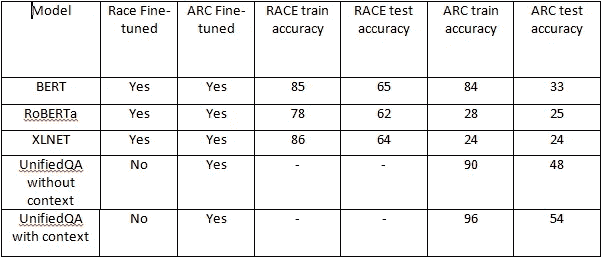 Model Race Fine-tuned ARC Fine-tuned RACE train accuracy RACE test accuracy ARC train accuracy ARC test accuracy
BERT Yes Yes 85 65 84 33
RoBERTa Yes Yes 78 62 28 25
XLNET Yes Yes 86 64 24 24
UnifiedQA without context No Yes - - 90 48
UnifiedQA with context No Yes - - 96 54